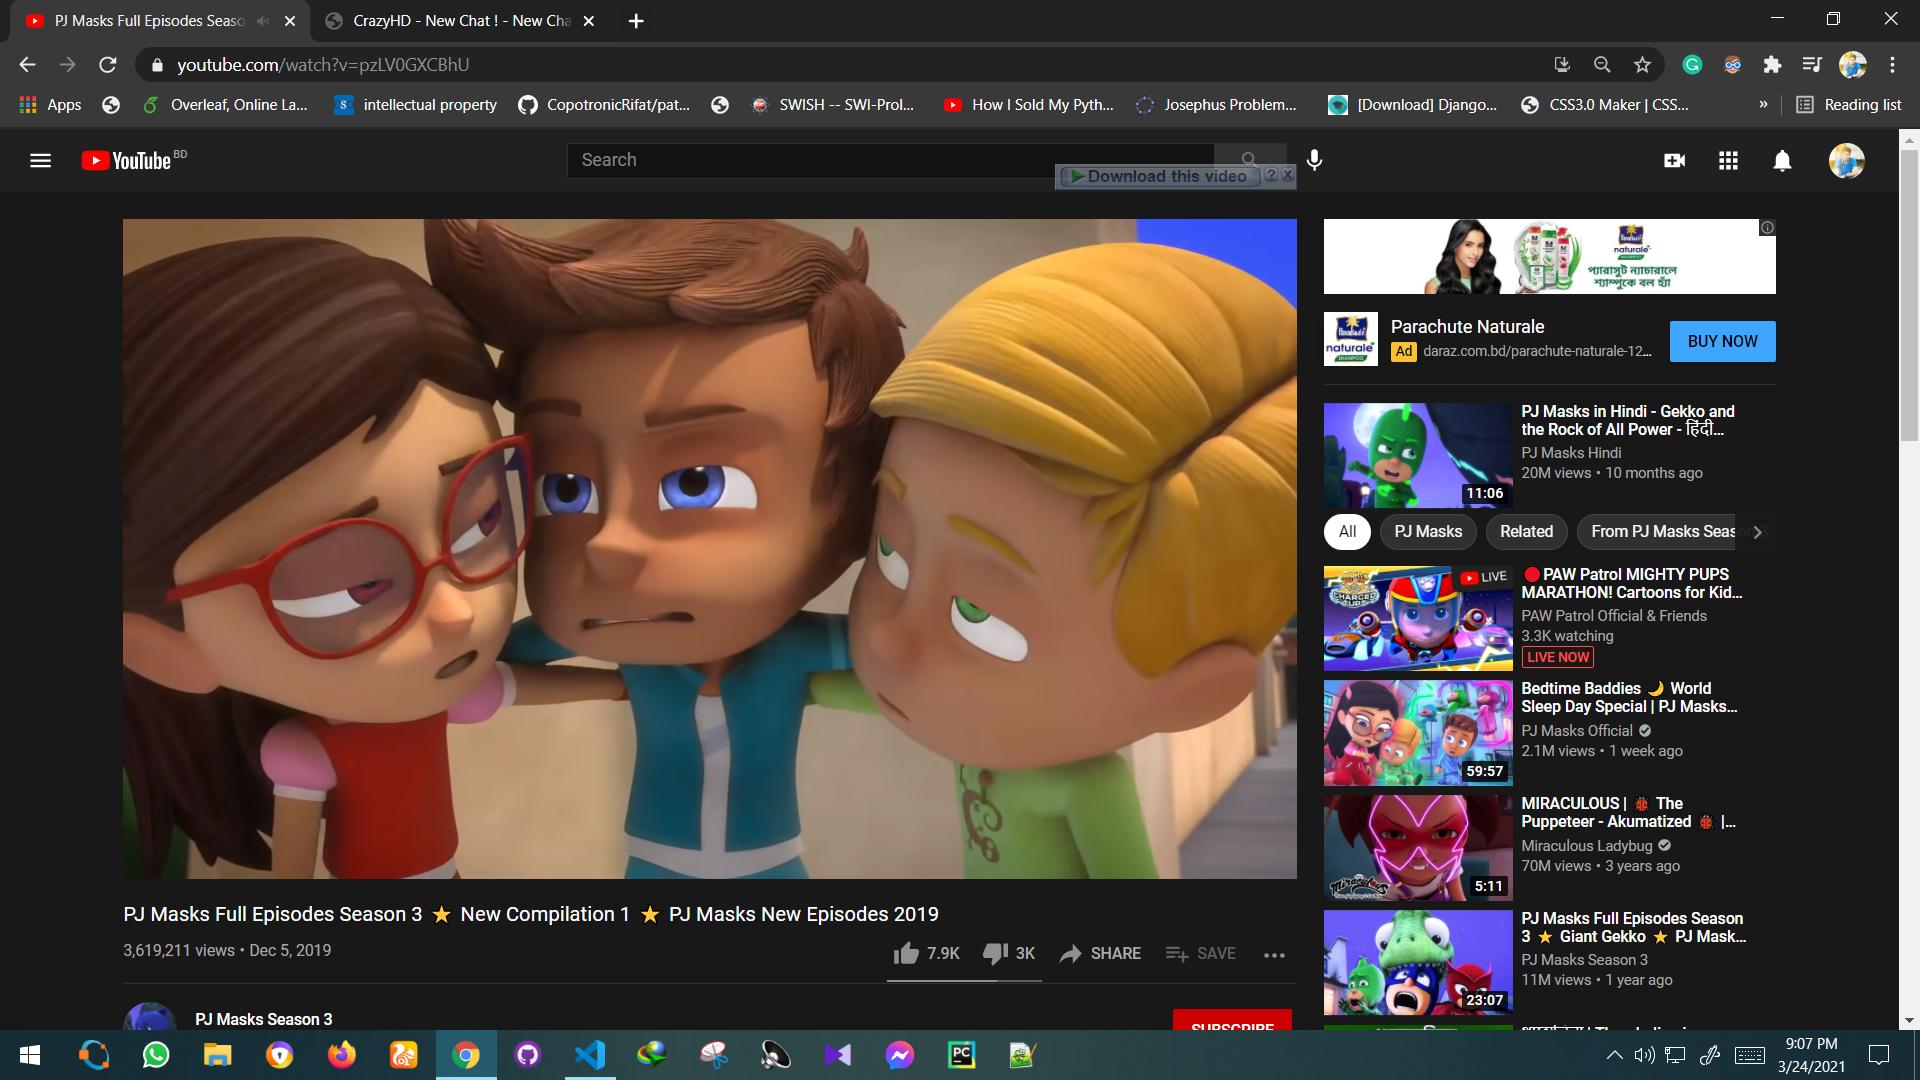 PJ Masks Full Episodes Seaso
CrazyHD - New Chat ! - New Cha
youtube.com/watch?v=pzLV0GXCBhU
Apps
Overleaf, Online La...
intellectual property
CopotronicRifat/pat...
SWISH -- SWI-Prol...
How I Sold My Pyth...
Josephus Problem...
[Download] Django...
CSS3.0 Maker | CSS...
»
Reading list
YouTube BD
Search
Download this video
naturale
প্যারাসুট ন্যাচারালে
শ্যাম্পুকে বল হ্যাঁ
naturale
SHAMPOO
Parachute Naturale
Ad daraz.com.bd/parachute-naturale-12...
BUY NOW
PJ Masks in Hindi - Gekko and
the Rock of All Power - हिंदी...
PJ Masks Hindi
20M views • 10 months ago
11:06
All
PJ Masks
Related
From PJ Masks Season 3
CHARGED UP
LIVE
PAW Patrol MIGHTY PUPS
MARATHON! Cartoons for Kid...
PAW Patrol Official & Friends
3.3K watching
LIVE NOW
Bedtime Baddies 🌙 World
Sleep Day Special | PJ Masks...
PJ Masks Official
2.1M views • 1 week ago
59:57
MIRACULOUS | 🐞 The
Puppeteer - Akumatized 🐞 |...
Miraculous Ladybug
70M views • 3 years ago
Miraculous
5:11
PJ Masks Full Episodes Season
3 ⭐ Giant Gekko ⭐ PJ Mask...
PJ Masks Season 3
11M views • 1 year ago
23:07
PJ Masks Full Episodes Season 3 ⭐ New Compilation 1 ⭐ PJ Masks New Episodes 2019
3,619,211 views • Dec 5, 2019
7.9K
3K
SHARE
SAVE
PJ Masks Season 3
SUBSCRIBE
PC
9:07 PM
3/24/2021